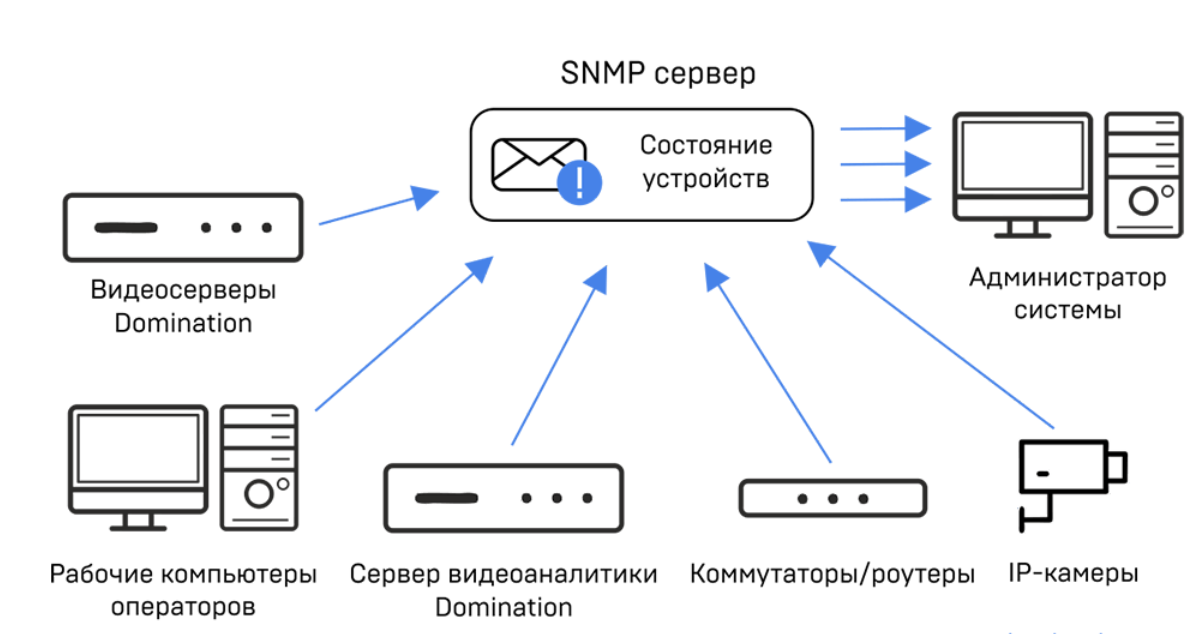 SNMP сервер
Состояние
устройств
Видеосерверы
Domination
Администратор
системы
Рабочие компьютеры
операторов
Сервер видеоаналитики
Domination
Коммутаторы/роутеры
IP-камеры